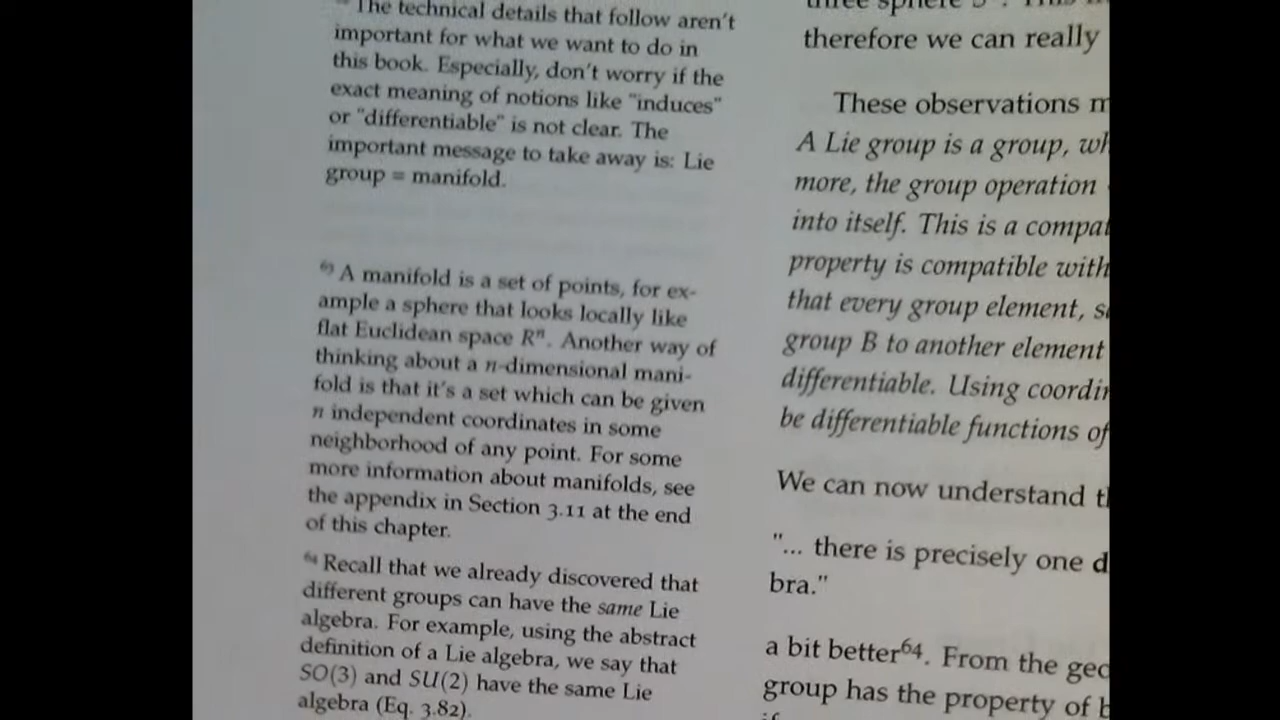 The technical details that follow aren't
important for what we want to do in
this book. Especially, don't worry if the
exact meaning of notions like "induces"
or "differentiable" is not clear. The
important message to take away is: Lie
group = manifold.
63 A manifold is a set of points, for ex-
ample a sphere that looks locally like
flat Euclidean space Rⁿ. Another way of
thinking about a n-dimensional mani-
fold is that it's a set which can be given
n independent coordinates in some
neighborhood of any point. For some
more information about manifolds, see
the appendix in Section 3.11 at the end
of this chapter.
64 Recall that we already discovered that
different groups can have the same Lie
algebra. For example, using the abstract
definition of a Lie algebra, we say that
SO(3) and SU(2) have the same Lie
algebra (Eq. 3.82).
three sphere
therefore we can really
These observations
A Lie group is a group,
more, the group operation
into itself. This is a
property is compatible with
that every group element,
group B to another element
differentiable. Using
be differentiable functions of
We can now understand
"... there is precisely one
bra."
a bit better⁶⁴. From the
group has the property of
if